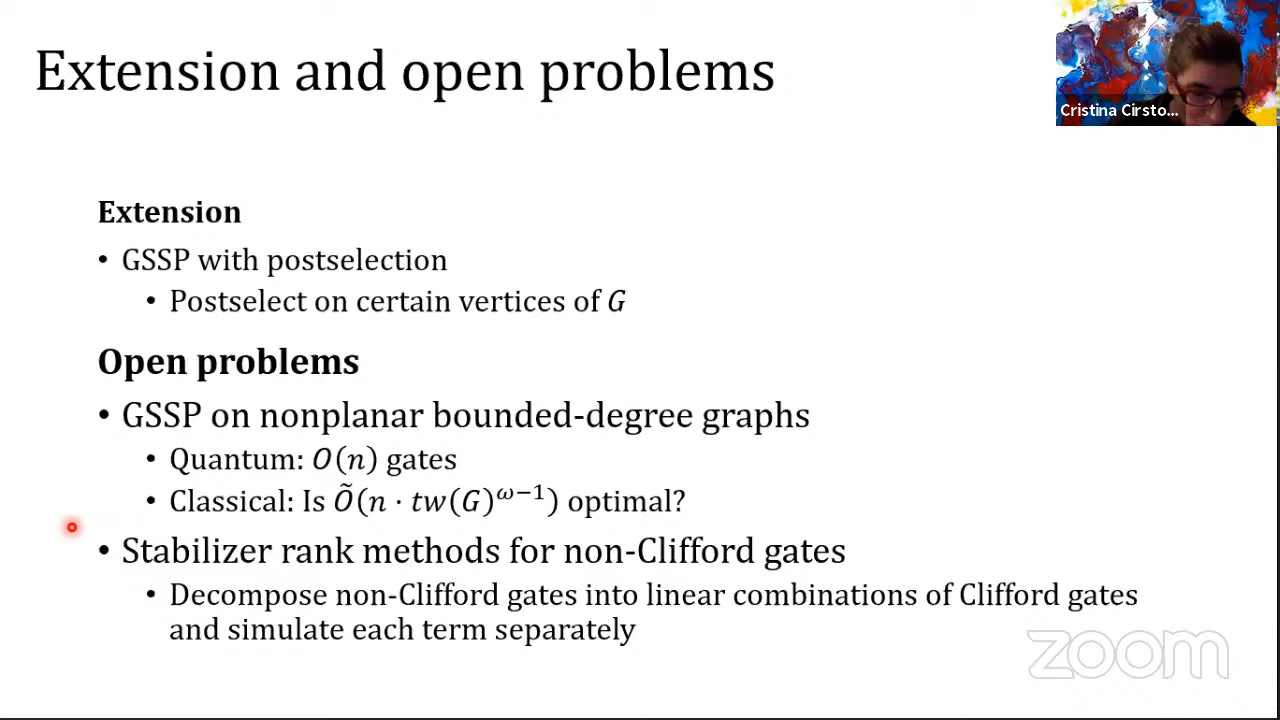 Extension and open problems
Cristina Cirsto...
Extension
• GSSP with postselection
• Postselect on certain vertices of G
Open problems
• GSSP on nonplanar bounded-degree graphs
• Quantum: O(n) gates
• Classical: Is Õ(n · tw(G)^{ω−1}) optimal?
• Stabilizer rank methods for non-Clifford gates
• Decompose non-Clifford gates into linear combinations of Clifford gates
and simulate each term separately
zoom